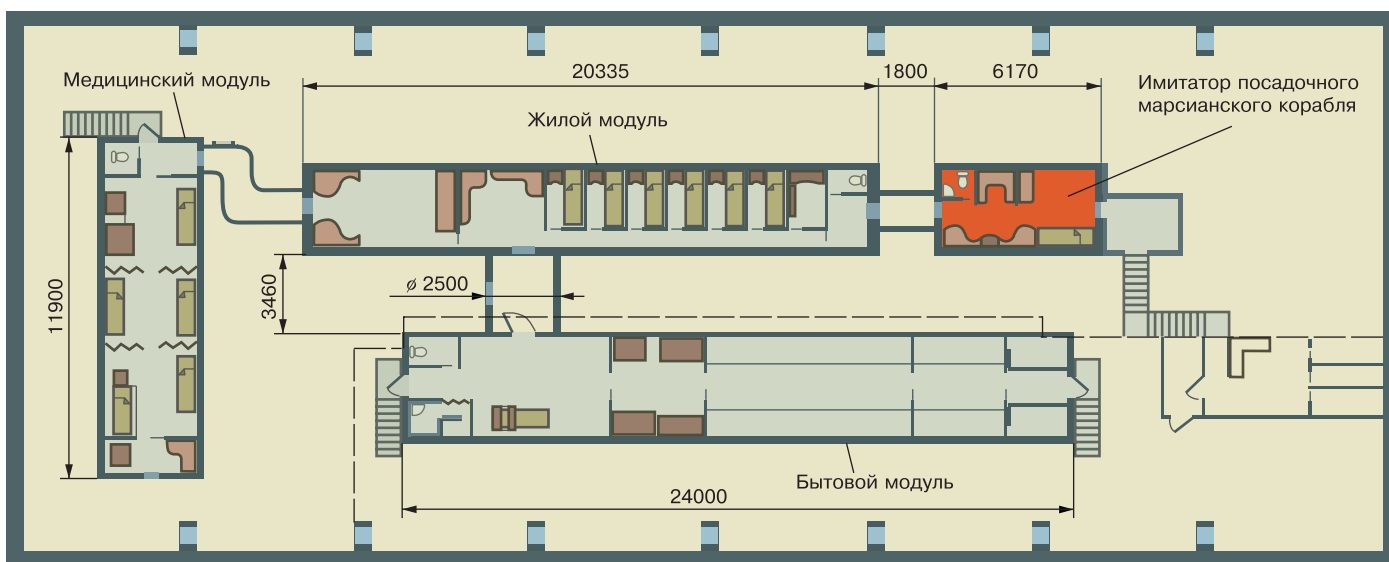 Медицинский модуль
20335
1800
6170
Имитатор посадочного
марсианского корабля
Жилой модуль
11900
3460
ø 2500
Бытовой модуль
24000